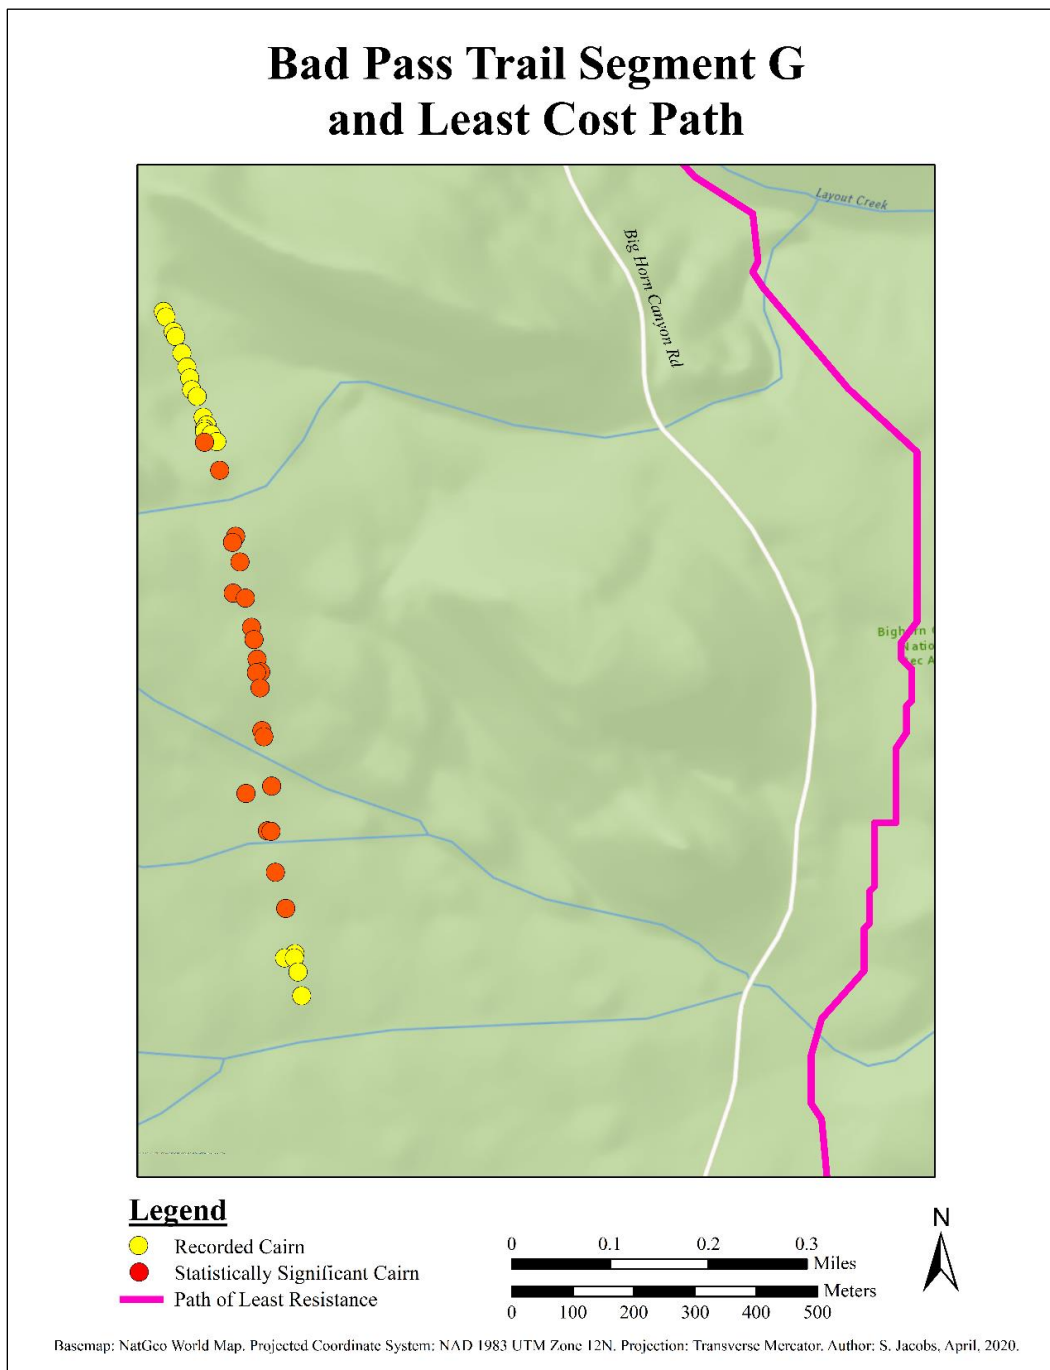 Bad Pass Trail Segment G
and Least Cost Path
Layout Creek
Big Horn Canyon Rd
Bighorn
Natio
Rec A
Legend
Recorded Cairn
Statistically Significant Cairn
Path of Least Resistance
0 0.1 0.2 0.3
Miles
Meters
0 100 200 300 400 500
N
Basemap: NatGeo World Map. Projected Coordinate System: NAD 1983 UTM Zone 12N. Projection: Transverse Mercator. Author: S. Jacobs, April, 2020.